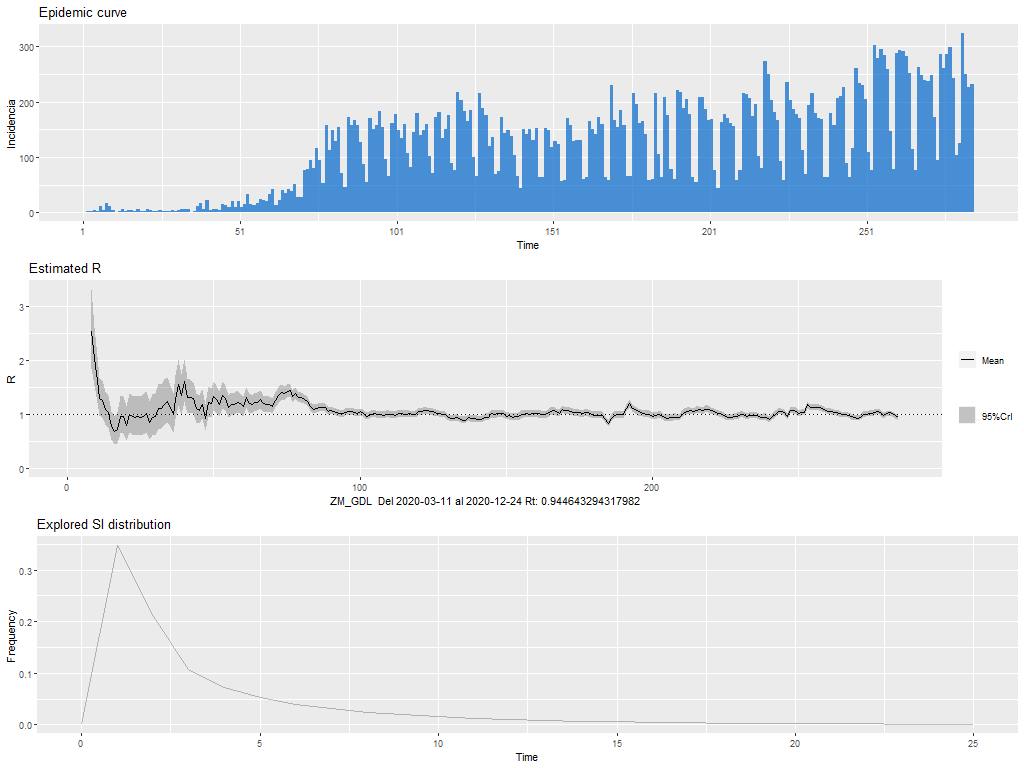 Epidemic curve
Incidencia
300
200
100
0
1
51
101
151
201
251
Time
Estimated R
R
3
2
1
0
0
100
200
Mean
95%CrI
ZM_GDL Del 2020-03-11 al 2020-12-24 Rt: 0.944643294317982
Explored SI distribution
Frequency
0.3
0.2
0.1
0.0
0
5
10
15
20
25
Time